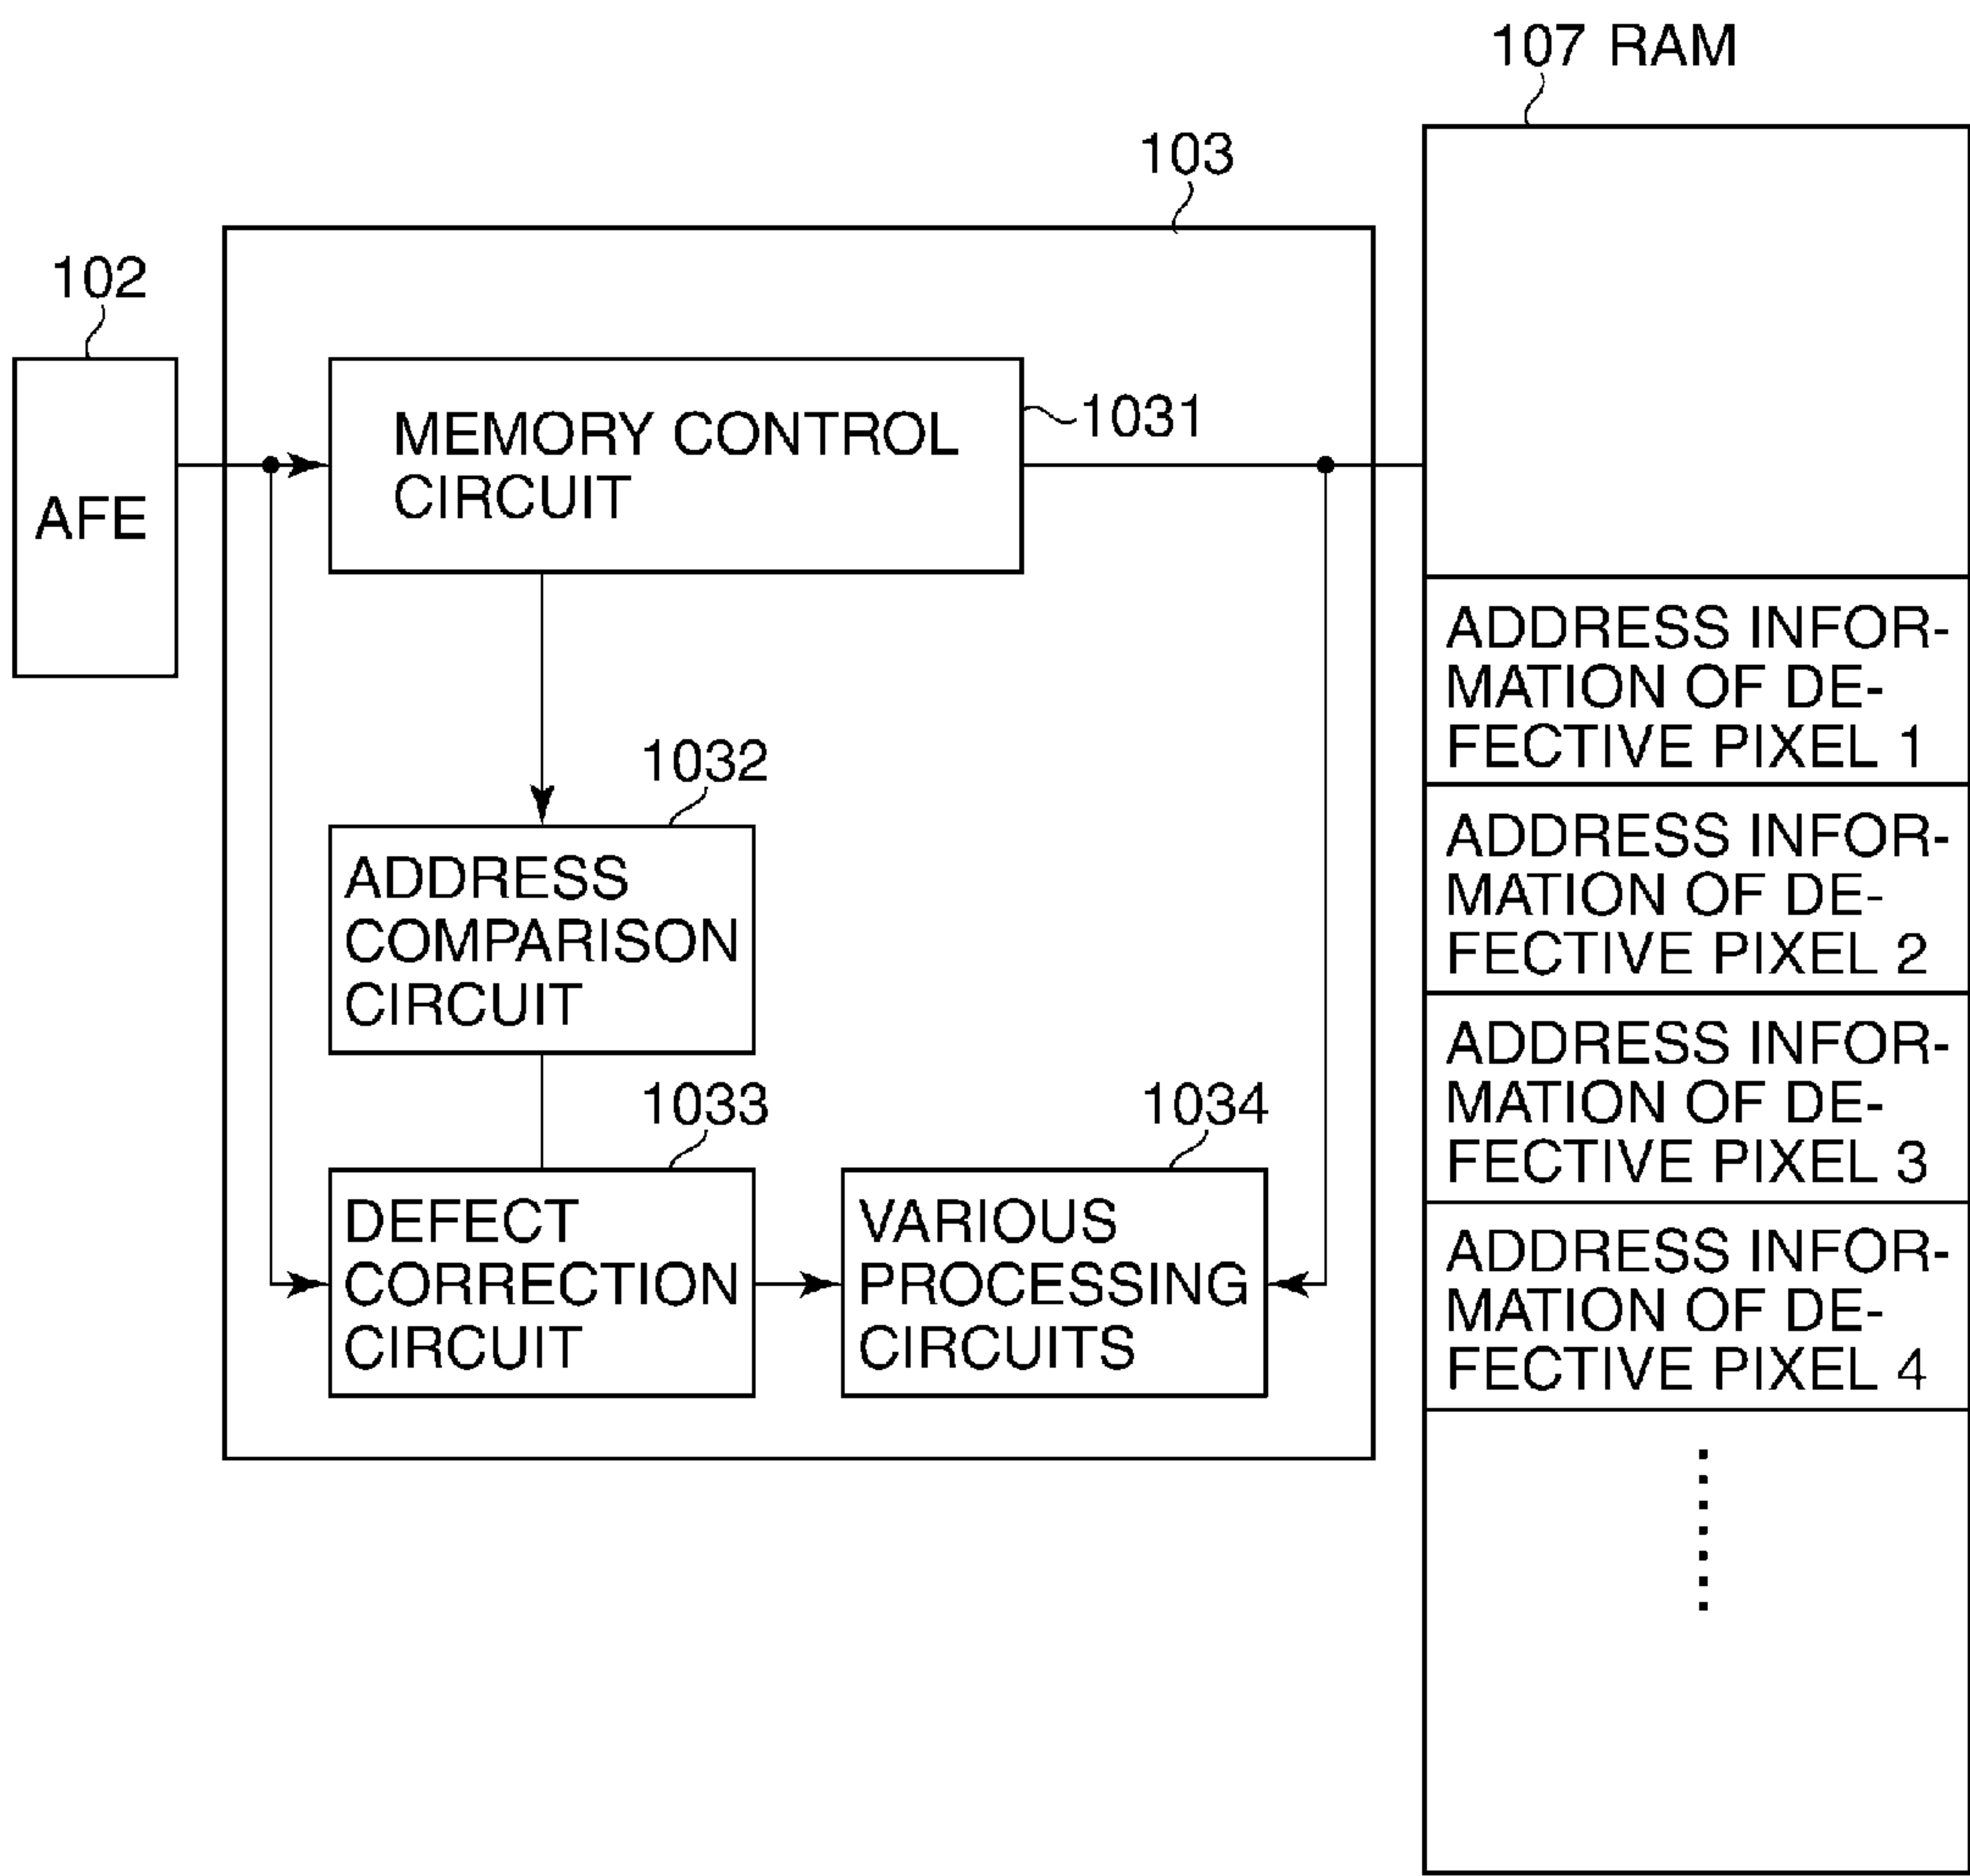 107 RAM
103
102
AFE
MEMORY CONTROL
CIRCUIT
1031
1032
ADDRESS
COMPARISON
CIRCUIT
1033
DEFECT
CORRECTION
CIRCUIT
1034
VARIOUS
PROCESSING
CIRCUITS
ADDRESS INFOR-
MATION OF DE-
FECTIVE PIXEL 1
ADDRESS INFOR-
MATION OF DE-
FECTIVE PIXEL 2
ADDRESS INFOR-
MATION OF DE-
FECTIVE PIXEL 3
ADDRESS INFOR-
MATION OF DE-
FECTIVE PIXEL 4